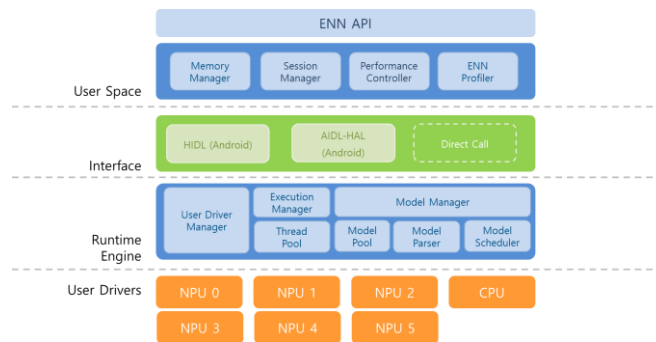 ENN API
Memory
Manager
Session
Manager
Performance
Controller
ENN
Profiler
User Space
HIDL (Android)
AIDL-HAL
(Android)
Direct Call
Interface
User Driver
Manager
Execution
Manager
Model Manager
Thread
Pool
Model
Pool
Model
Parser
Model
Scheduler
Runtime
Engine
User Drivers
NPU 0
NPU 1
NPU 2
CPU
NPU 3
NPU 4
NPU 5